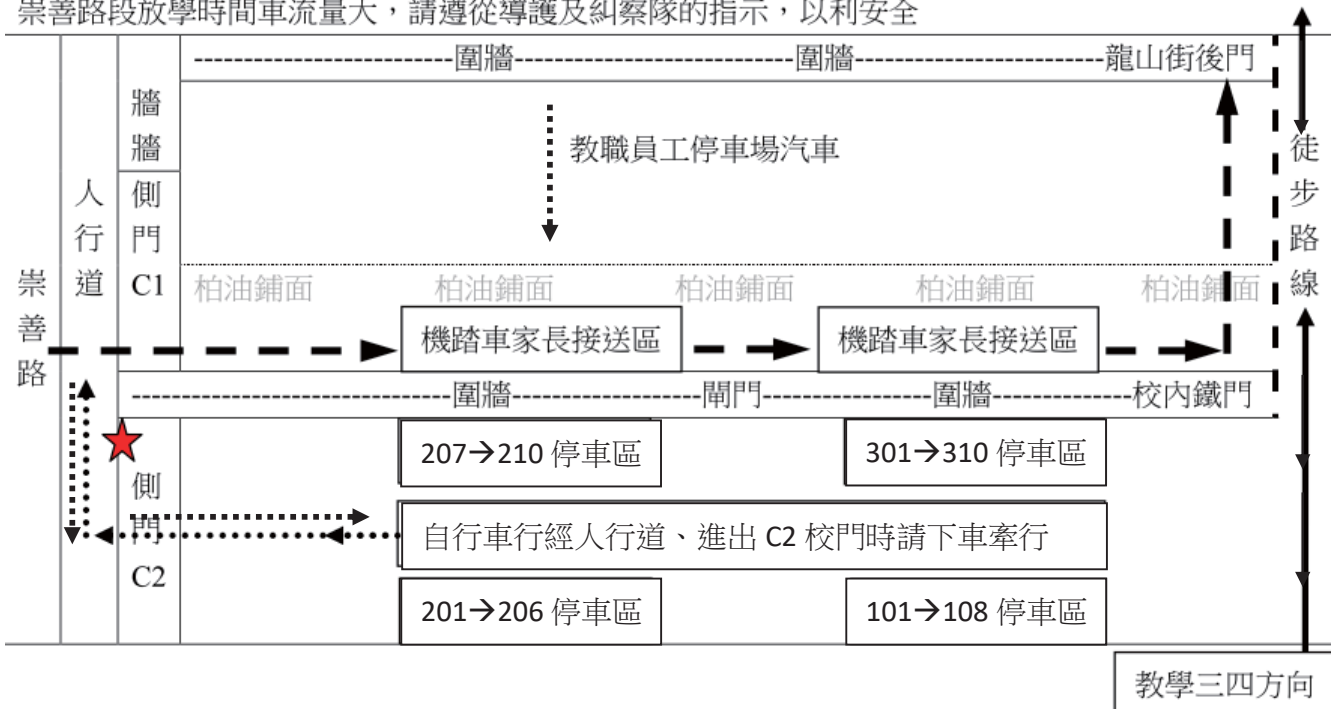 崇善路段放學時間車流量大，請遵從導護及糾察隊的指示，以利安全
圍牆 圍牆 龍山街後門
牆牆
教職員工停車場汽車
徒步路線
人行道
側門C1
崇善路
柏油鋪面 柏油鋪面 柏油鋪面 柏油鋪面 柏油鋪面
機踏車家長接送區 機踏車家長接送區
圍牆 閘門 圍牆 校內鐵門
207→210 停車區 301→310 停車區
側門C2
自行車行經人行道、進出 C2 校門時請下車牽行
201→206 停車區 101→108 停車區
教學三四方向